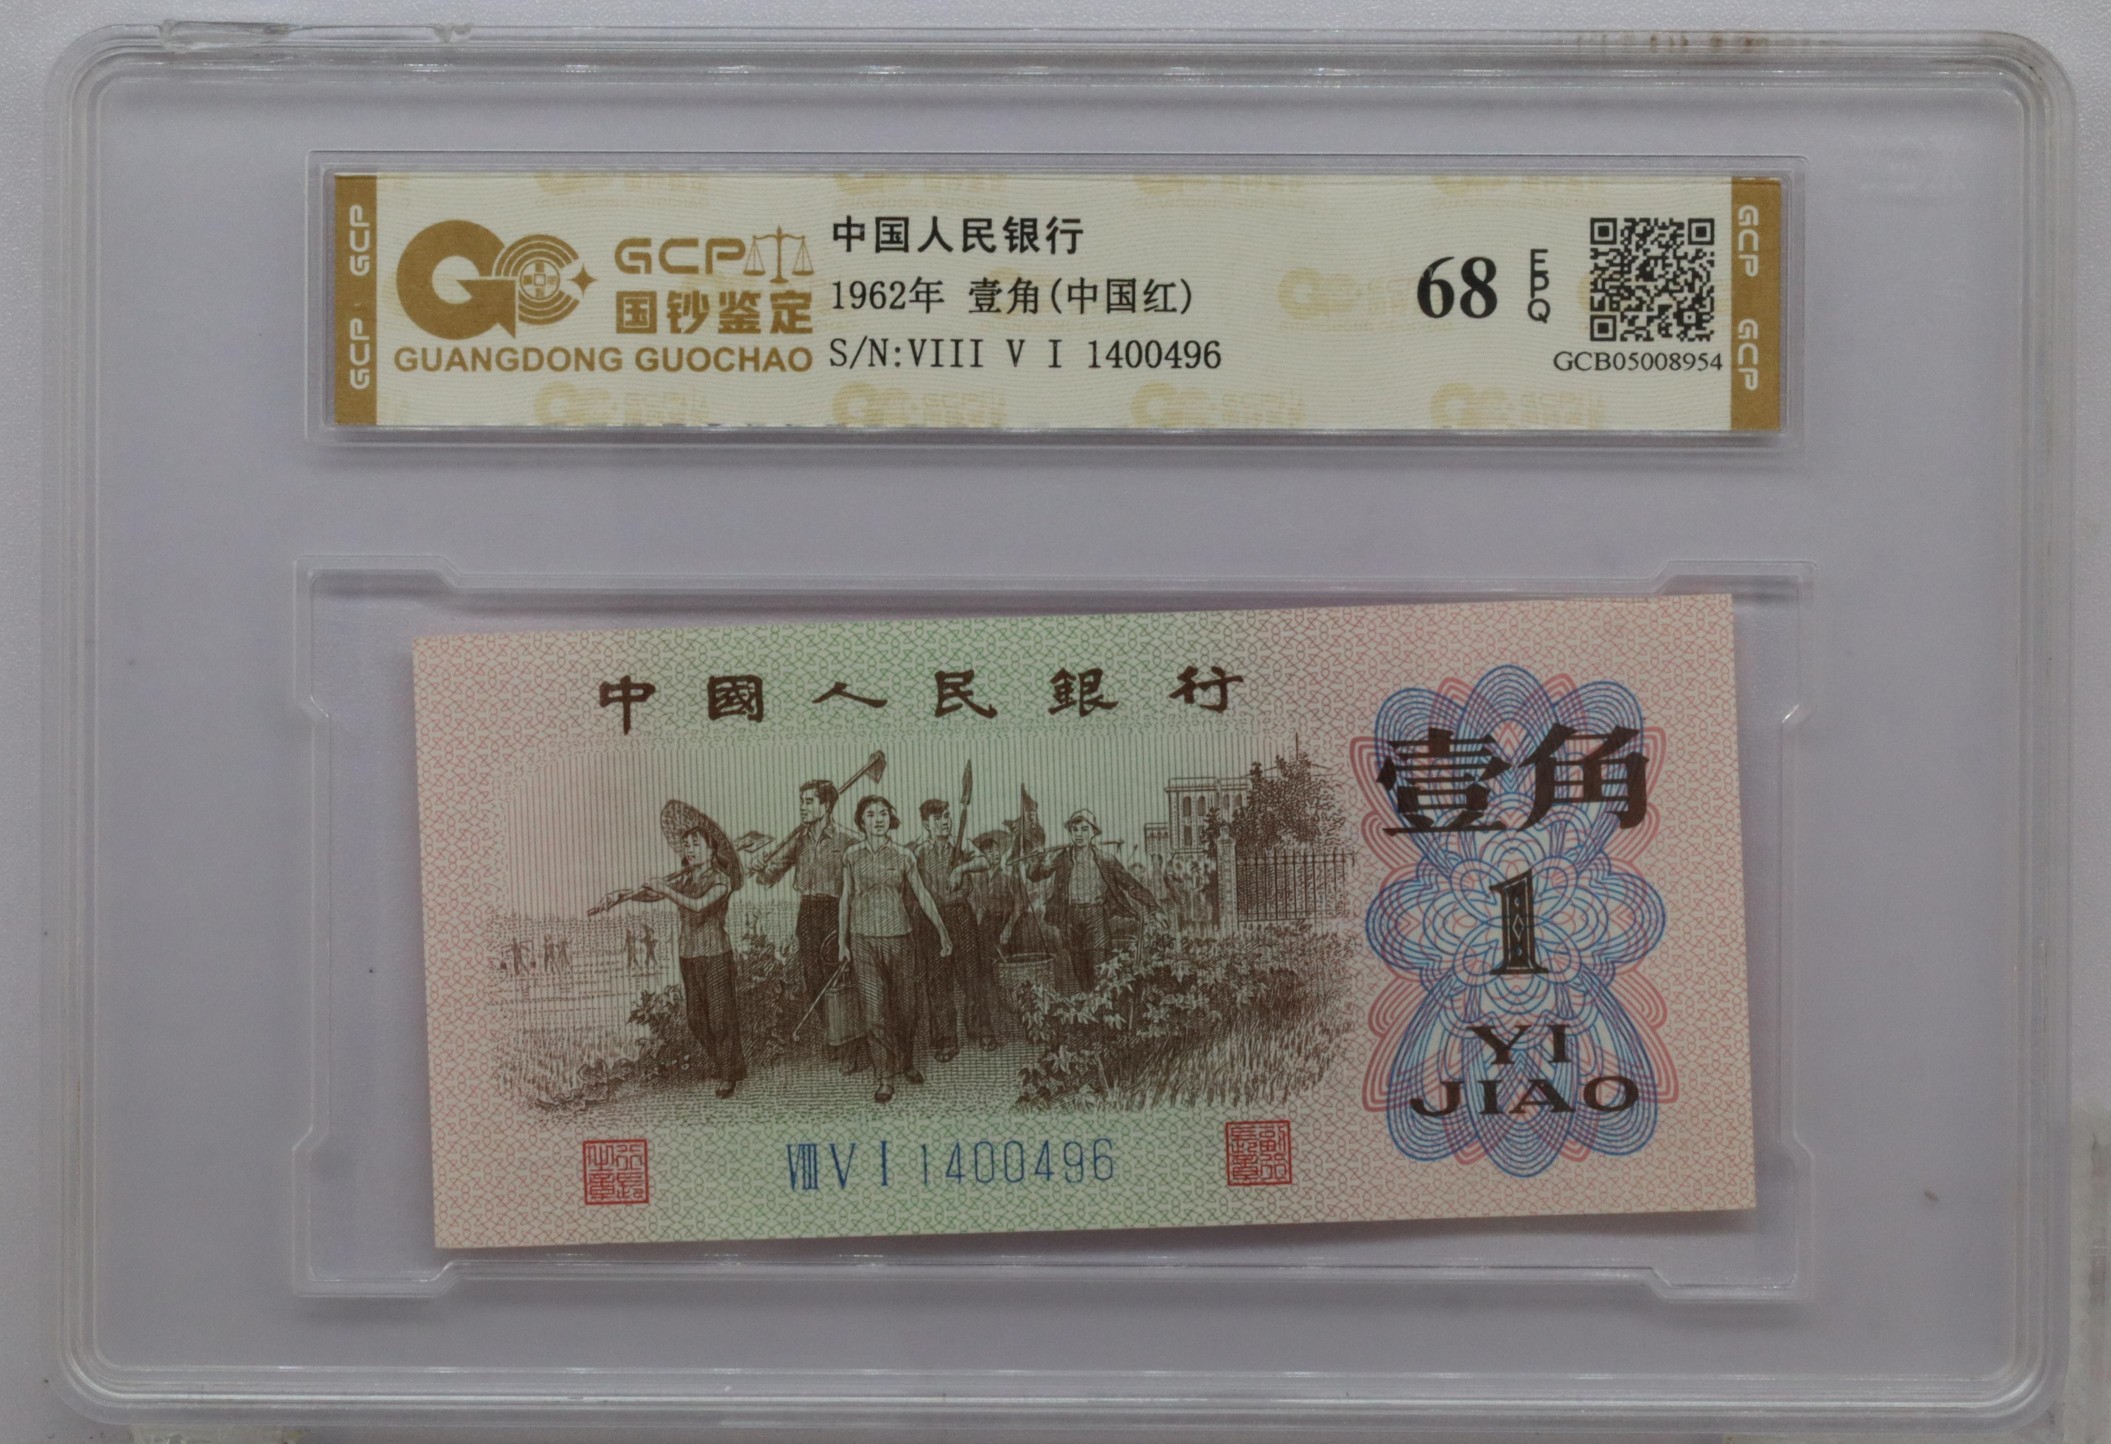 GCP
GCP
GCP
国钞鉴定
GUANGDONG GUOCHAO
中国人民银行
1962年 壹角(中国红)
S/N:VIII V I 1400496
68
EPQ
GCB05008954
GCP
GCP
中國人民銀行
壹角
1
YI
JIAO
VIII V I 1400496